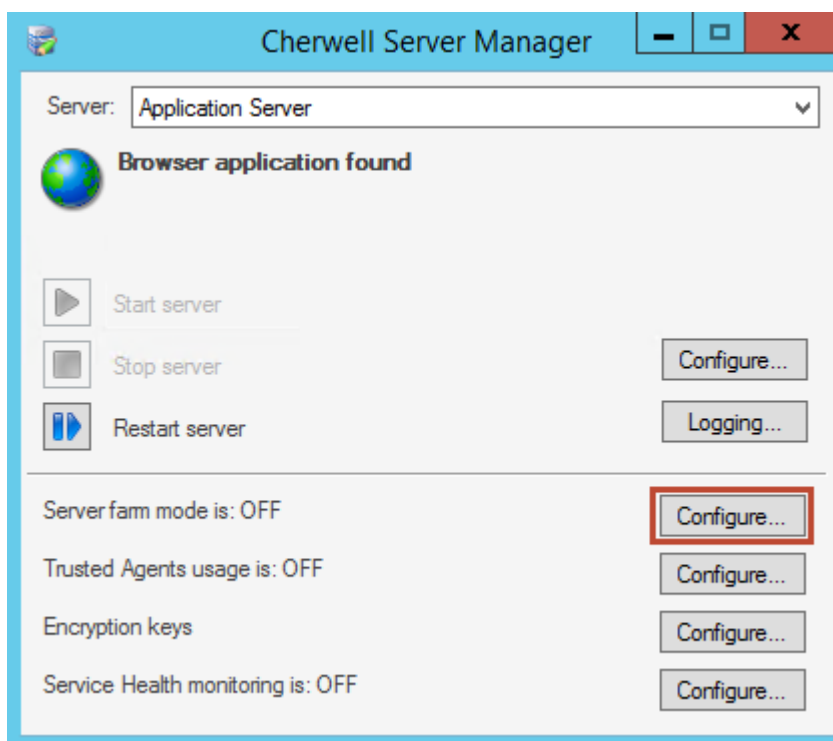 Cherwell Server Manager
Server: Application Server
Browser application found
Start server
Stop server
Configure...
Restart server
Logging...
Server farm mode is: OFF
Configure...
Trusted Agents usage is: OFF
Configure...
Encryption keys
Configure...
Service Health monitoring is: OFF
Configure...